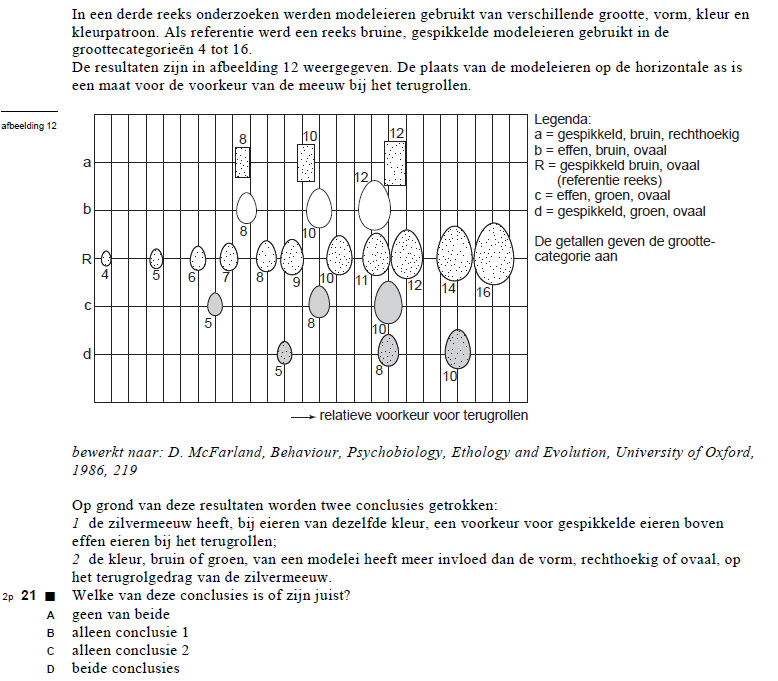 In een derde reeks onderzoeken werden modeleieren gebruikt van verschillende grootte, vorm, kleur en
kleurpatroon. Als referentie werd een reeks bruine, gespikkelde modeleieren gebruikt in de
groottecategorieën 4 tot 16.
De resultaten zijn in afbeelding 12 weergegeven. De plaats van de modeleieren op de horizontale as is
een maat voor de voorkeur van de meeuw bij het terugrollen.
afbeelding 12
8 10 12
a
12
b
8 10
R
4 5 6 7 8 9 10 11 12 14 16
c
5 8 10
d
5 8 10
relatieve voorkeur voor terugrollen
Legenda:
a = gespikkeld, bruin, rechthoekig
b = effen, bruin, ovaal
R = gespikkeld bruin, ovaal
(referentie reeks)
c = effen, groen, ovaal
d = gespikkeld, groen, ovaal
De getallen geven de grootte-
categorie aan
bewerkt naar: D. McFarland, Behaviour, Psychobiology, Ethology and Evolution, University of Oxford,
1986, 219
Op grond van deze resultaten worden twee conclusies getrokken:
1 de zilvermeeuw heeft, bij eieren van dezelfde kleur, een voorkeur voor gespikkelde eieren boven
effen eieren bij het terugrollen;
2 de kleur, bruin of groen, van een modelei heeft meer invloed dan de vorm, rechthoekig of ovaal, op
het terugrolgedrag van de zilvermeeuw.
2p 21 ■ Welke van deze conclusies is of zijn juist?
A geen van beide
B alleen conclusie 1
C alleen conclusie 2
D beide conclusies